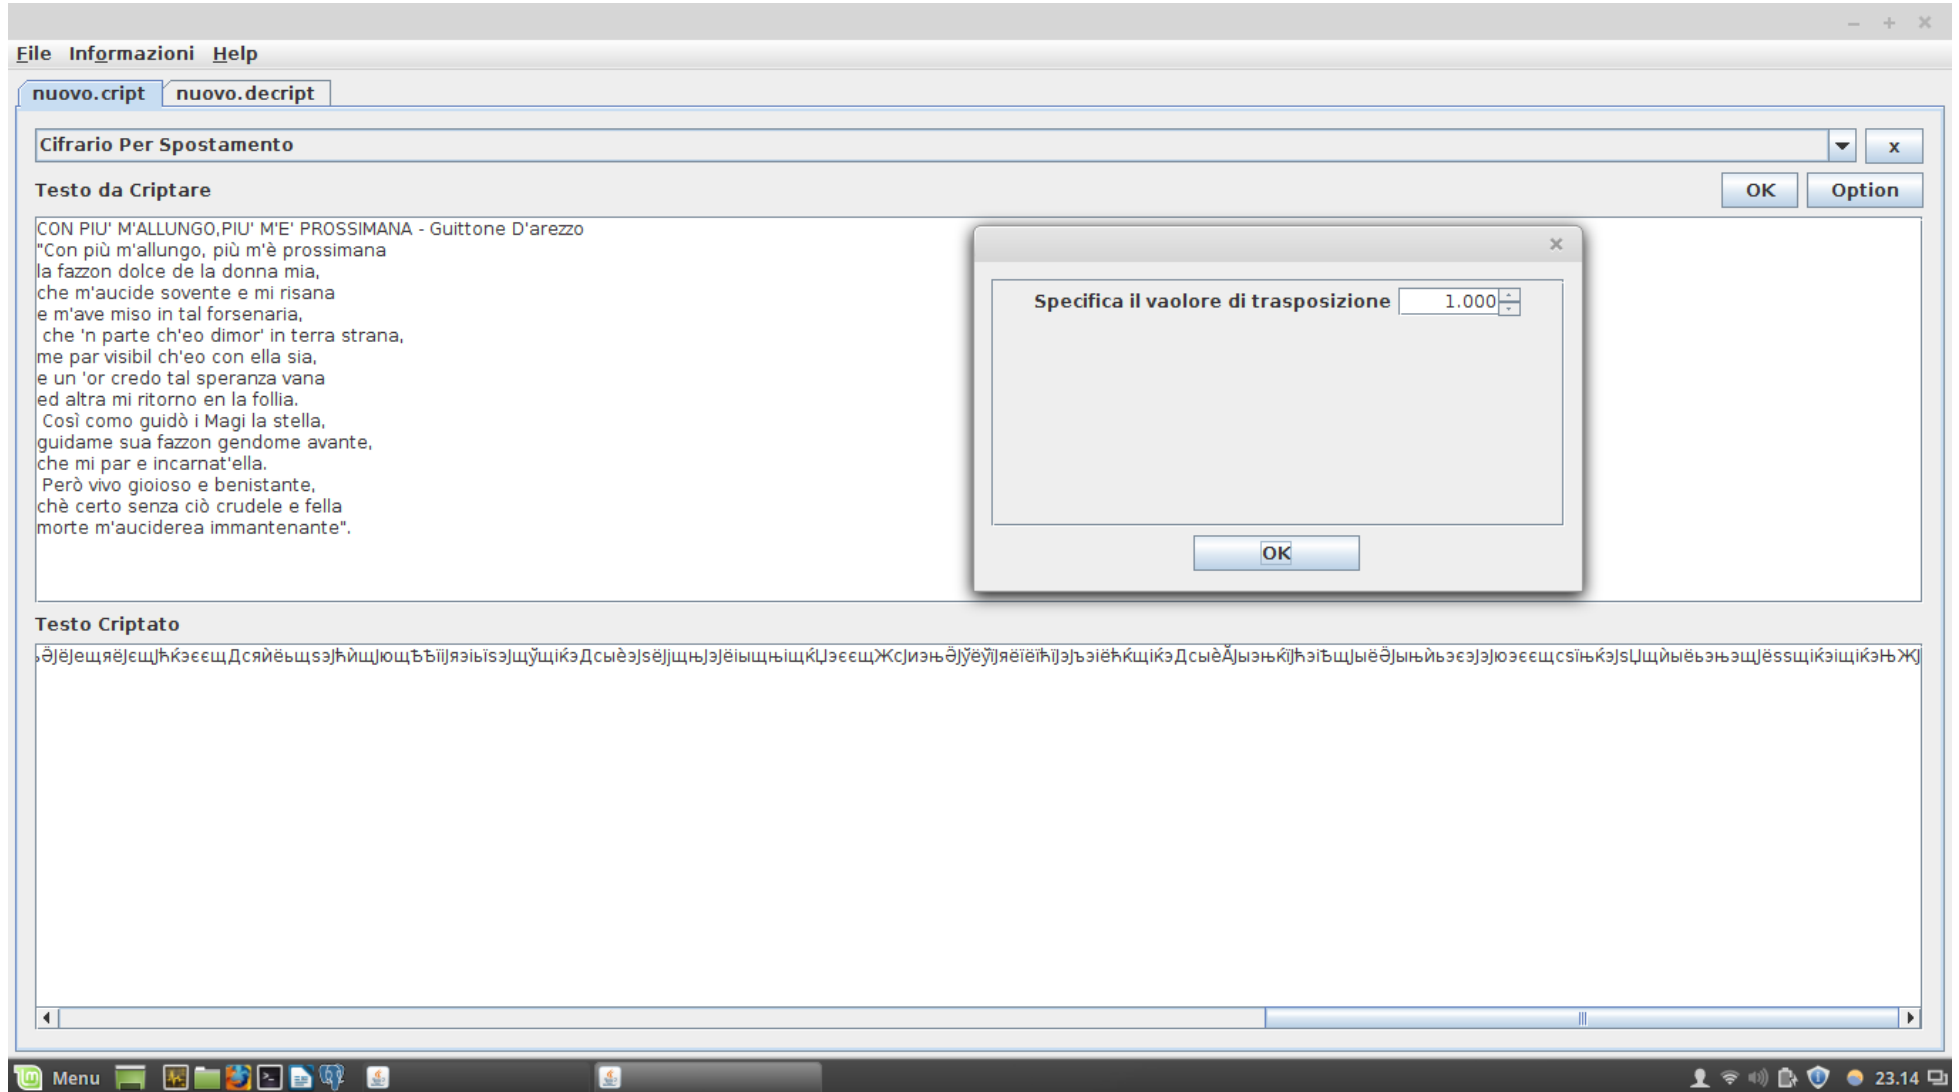 File Informazioni Help
nuovo.cript nuovo.decript
Cifrario Per Spostamento
x
Testo da Criptare
OK Option
CON PIU' M'ALLUNGO,PIU' M'E' PROSSIMANA - Guittone D'arezzo
"Con più m'allungo, più m'è prossimana
la fazzon dolce de la donna mia,
che m'aucide sovente e mi risana
e m'ave miso in tal forsenaria,
che 'n parte ch'eo dimor' in terra strana,
me par visibil ch'eo con ella sia,
e un 'or credo tal speranza vana
ed altra mi ritorno en la follia.
Così como guidò i Magi la stella,
guidame sua fazzon gendome avante,
che mi par e incarnat'ella.
Però vivo gioioso e benistante,
chè certo senza ciò crudele e fella
morte m'auciderea immantenante".
Specifica il vaolore di trasposizione 1.000
OK
Testo Criptato
Menu
23.14